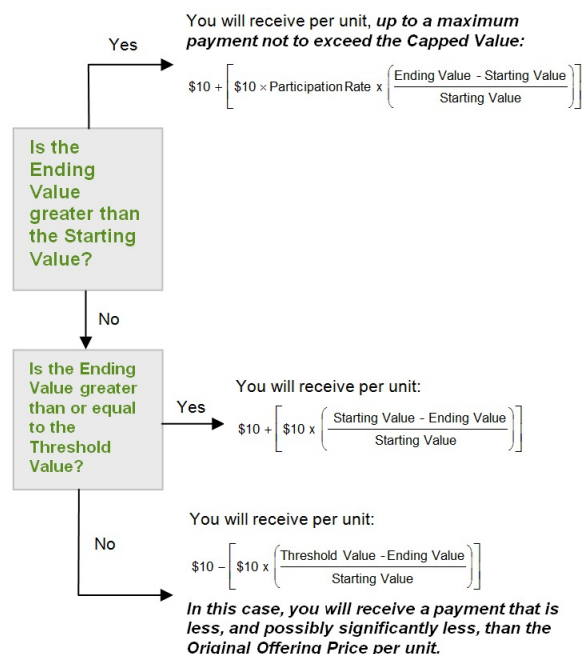 You will receive per unit, up to a maximum
payment not to exceed the Capped Value:
Yes
$10 + [ $10 × Participation Rate x ( Ending Value - Starting Value / Starting Value ) ]
Is the
Ending
Value
greater than
the Starting
Value?
No
Is the Ending
Value greater
than or equal
to the
Threshold
Value?
Yes
You will receive per unit:
$10 + [ $10 x ( Starting Value - Ending Value / Starting Value ) ]
No
You will receive per unit:
$10 – [ $10 x ( Threshold Value - Ending Value / Starting Value ) ]
In this case, you will receive a payment that is
less, and possibly significantly less, than the
Original Offering Price per unit.